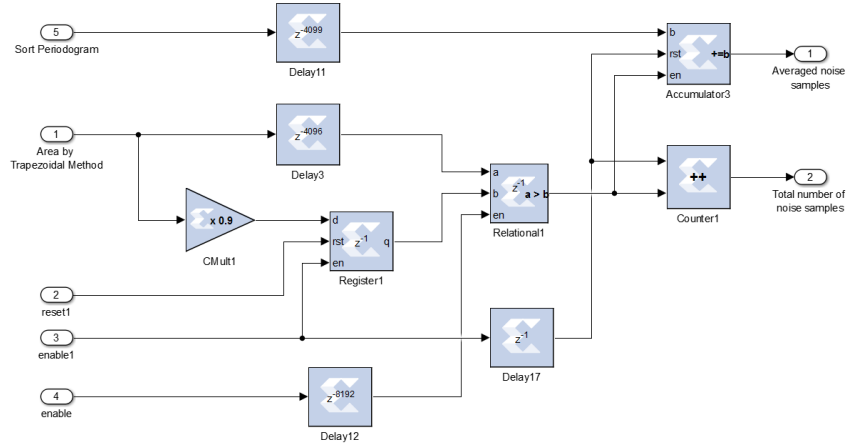 5
Sort Periodogram
z-4099
Delay11
b
rst
en
+=b
Accumulator3
1
Averaged noise
samples
1
Area by
Trapezoidal Method
z-4096
Delay3
a
b
en
z-1
a > b
Relational1
++
Counter1
2
Total number of
noise samples
x 0.9
CMult1
d
rst
en
z-1
q
Register1
2
reset1
3
enable1
z-1
Delay17
4
enable
z-8192
Delay12